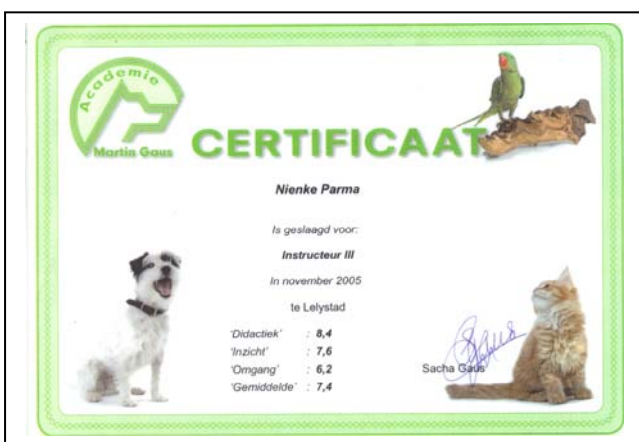 Academie
Martin Gaus
CERTIFICAAT
Nienke Parma
Is geslaagd voor:
Instructeur III
In november 2005
te Lelystad
'Didactiek' : 8,4
'Inzicht' : 7,6
'Omgang' : 6,2
'Gemiddelde' : 7,4
Sacha Gaus